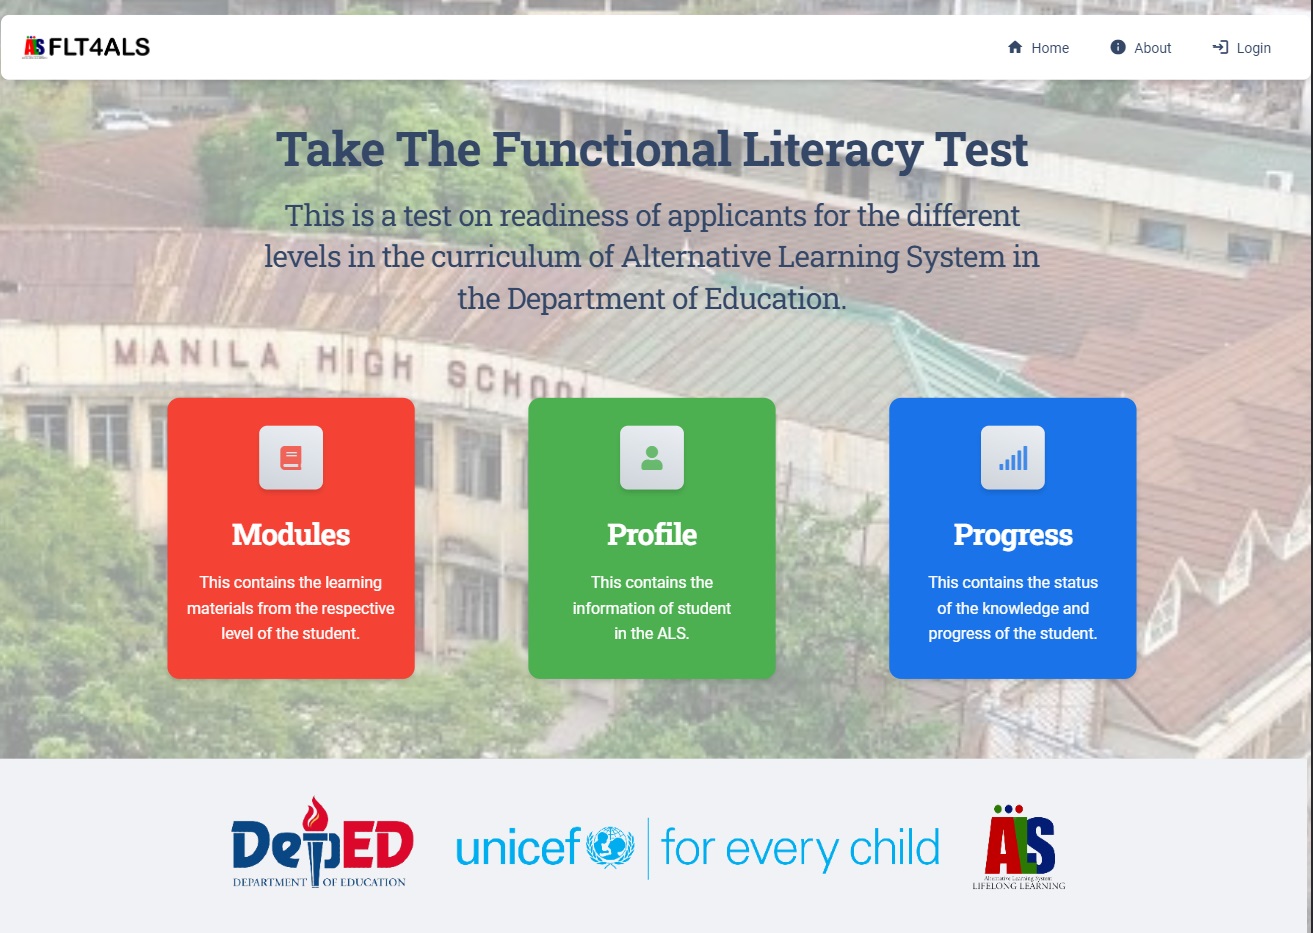 ALS FLT4ALS
Home
About
Login
Take The Functional Literacy Test
This is a test on readiness of applicants for the different
levels in the curriculum of Alternative Learning System in
the Department of Education.
MANILA HIGH SCHOOL
Modules
This contains the learning
materials from the respective
level of the student.
Profile
This contains the
information of student
in the ALS.
Progress
This contains the status
of the knowledge and
progress of the student.
DepED
DEPARTMENT OF EDUCATION
unicef for every child
ALS
Alternative Learning System
LIFELONG LEARNING